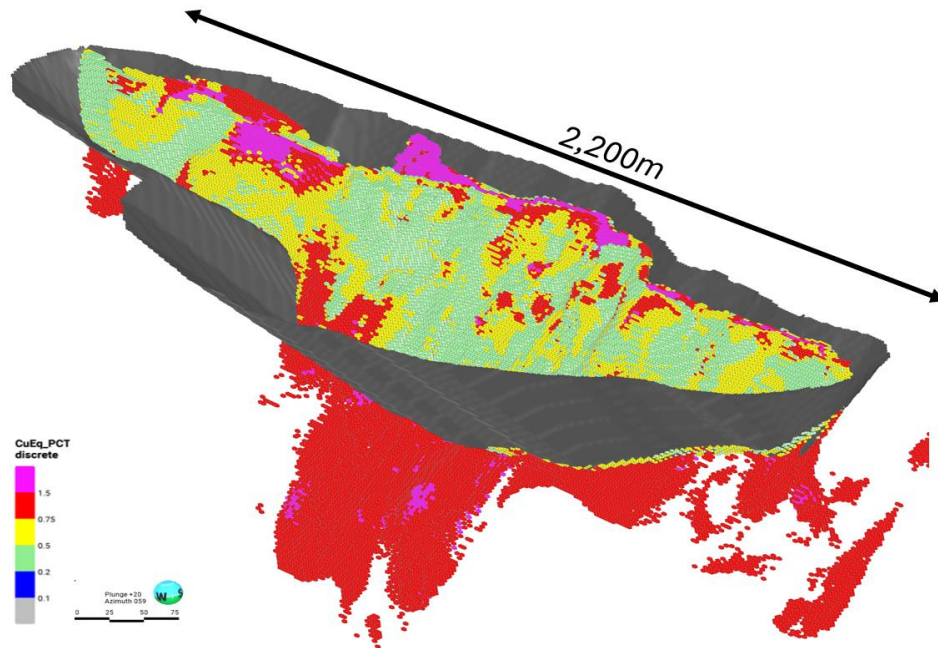 2,200m
CuEq_PCT
discrete
1.5
0.75
0.5
0.2
0.1
Plunge +20
Azimuth 059
W S
0 25 50 75